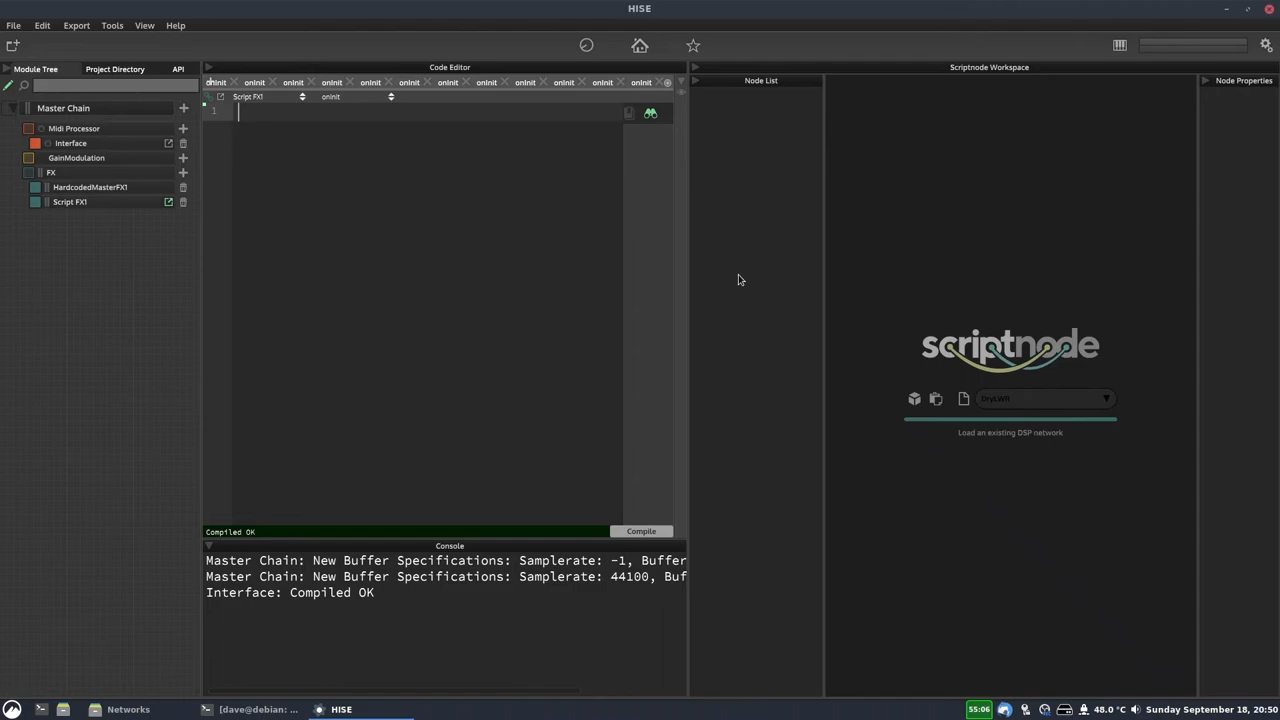 HISE
File Edit Export Tools View Help
Module Tree Project Directory API
Master Chain
Midi Processor
Interface
GainModulation
FX
HardcodedMasterFX1
Script FX1
Code Editor
onInit onInit onInit onInit onInit onInit onInit onInit onInit onInit onInit onInit
Script FX1 onInit
1
Compiled OK Compile
Console
Master Chain: New Buffer Specifications: Samplerate: -1, Buffer
Master Chain: New Buffer Specifications: Samplerate: 44100, Buf
Interface: Compiled OK
Scriptnode Workspace
Node List
Node Properties
scriptnode
DryLWR
Load an existing DSP network
Networks [dave@debian: ... HISE 55:06 48.0 °C Sunday September 18, 20:50